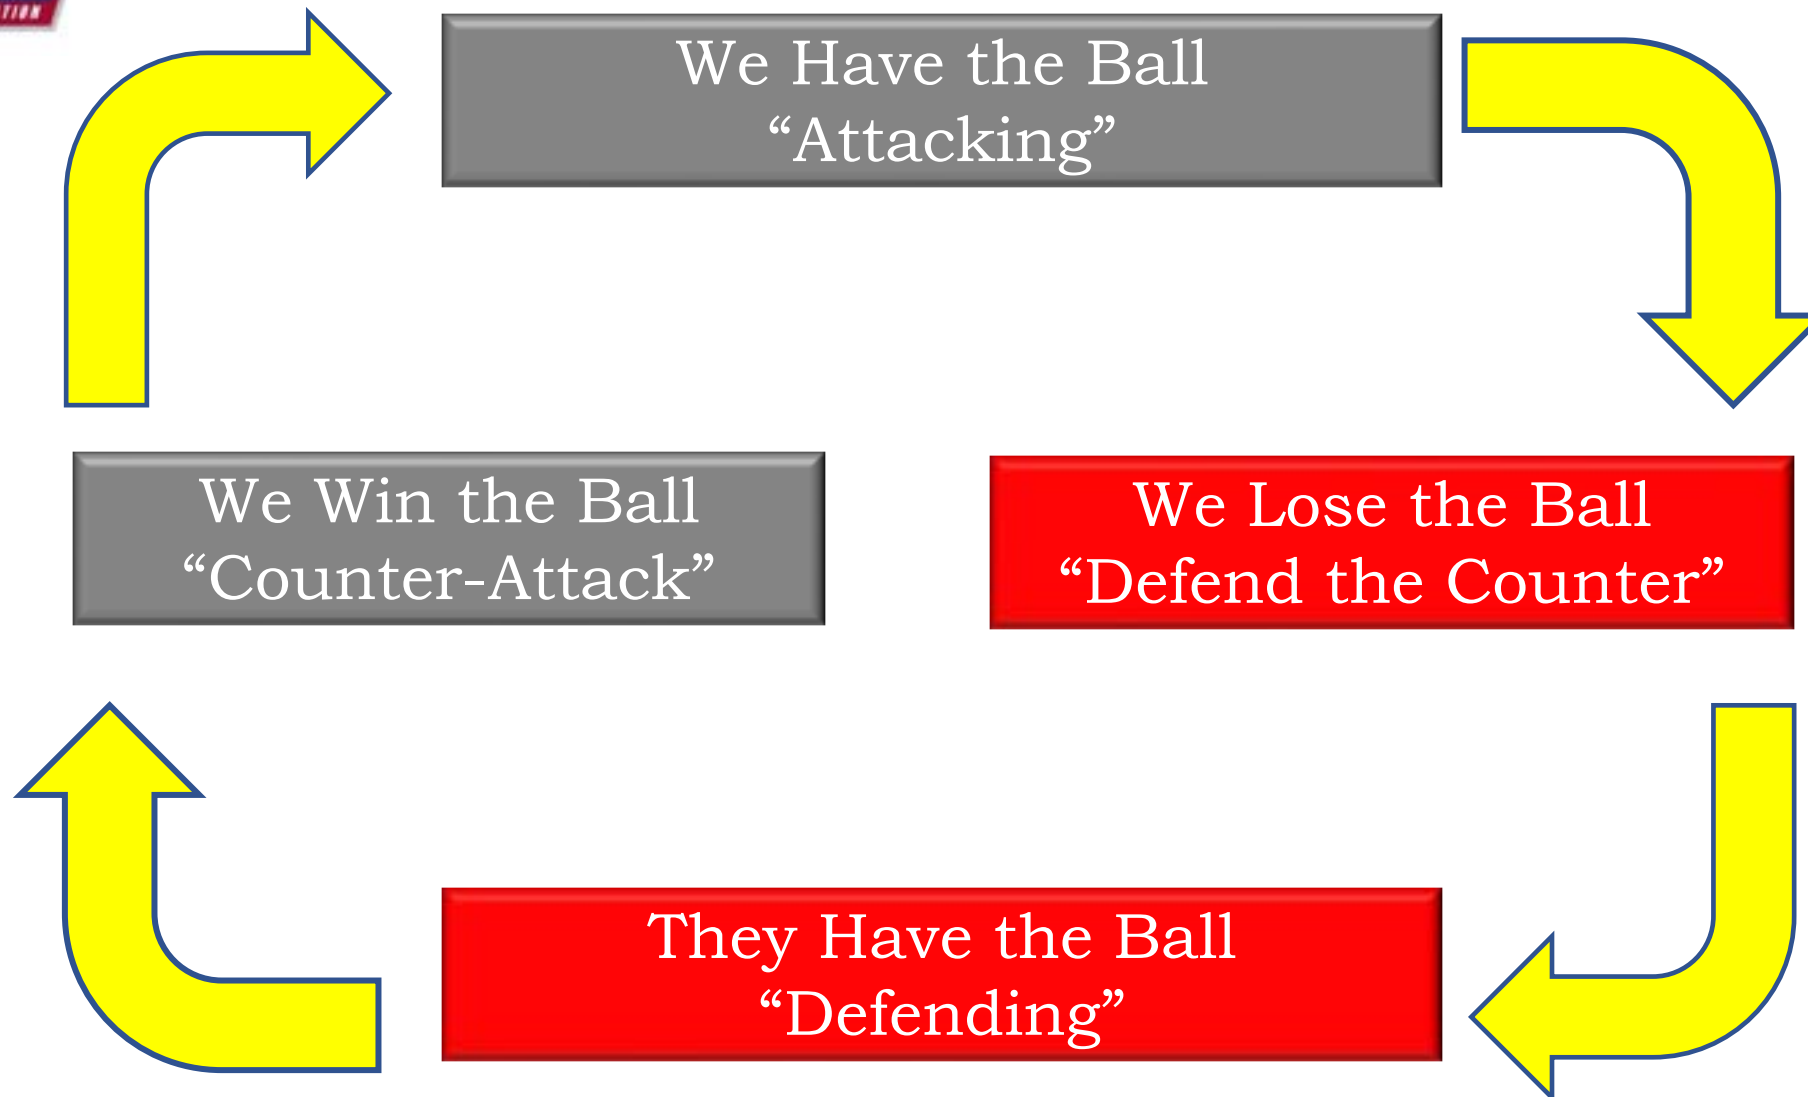 We Have the Ball
“Attacking”
We Win the Ball
“Counter-Attack”
We Lose the Ball
“Defend the Counter”
They Have the Ball
“Defending”